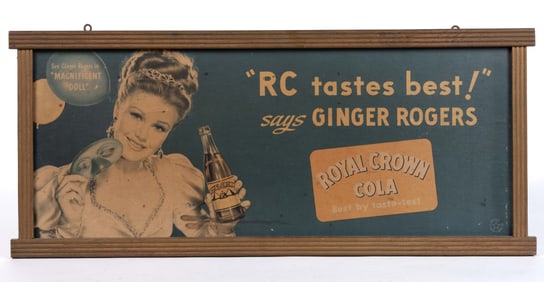 See Ginger Rogers in
"MAGNIFICENT
DOLL"
"RC tastes best!"
says GINGER ROGERS
ROYAL CROWN
COLA
Best by taste-test